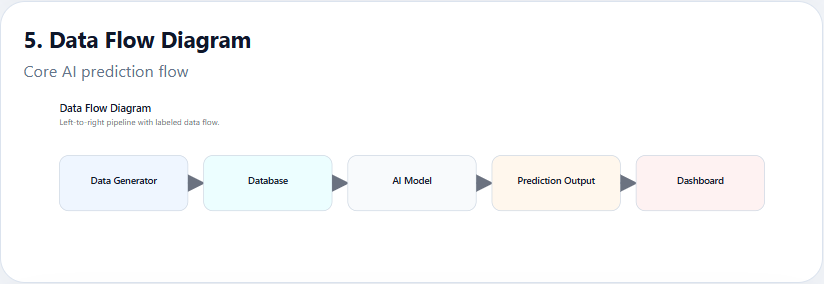 5. Data Flow Diagram
Core AI prediction flow
Data Flow Diagram
Left-to-right pipeline with labeled data flow.
Data Generator
Database
AI Model
Prediction Output
Dashboard